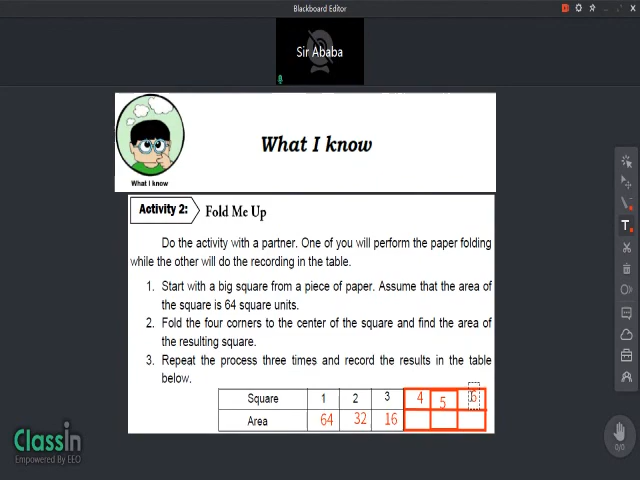 Blackboard Editor
Sir Ababa
What I know
What I know
Activity 2: Fold Me Up
Do the activity with a partner. One of you will perform the paper folding
while the other will do the recording in the table.
1. Start with a big square from a piece of paper. Assume that the area of
the square is 64 square units.
2. Fold the four corners to the center of the square and find the area of
the resulting square.
3. Repeat the process three times and record the results in the table
below.
Square 1 2 3 4 5 6
Area 64 32 16
ClassIn
Empowered By EEO
0/0